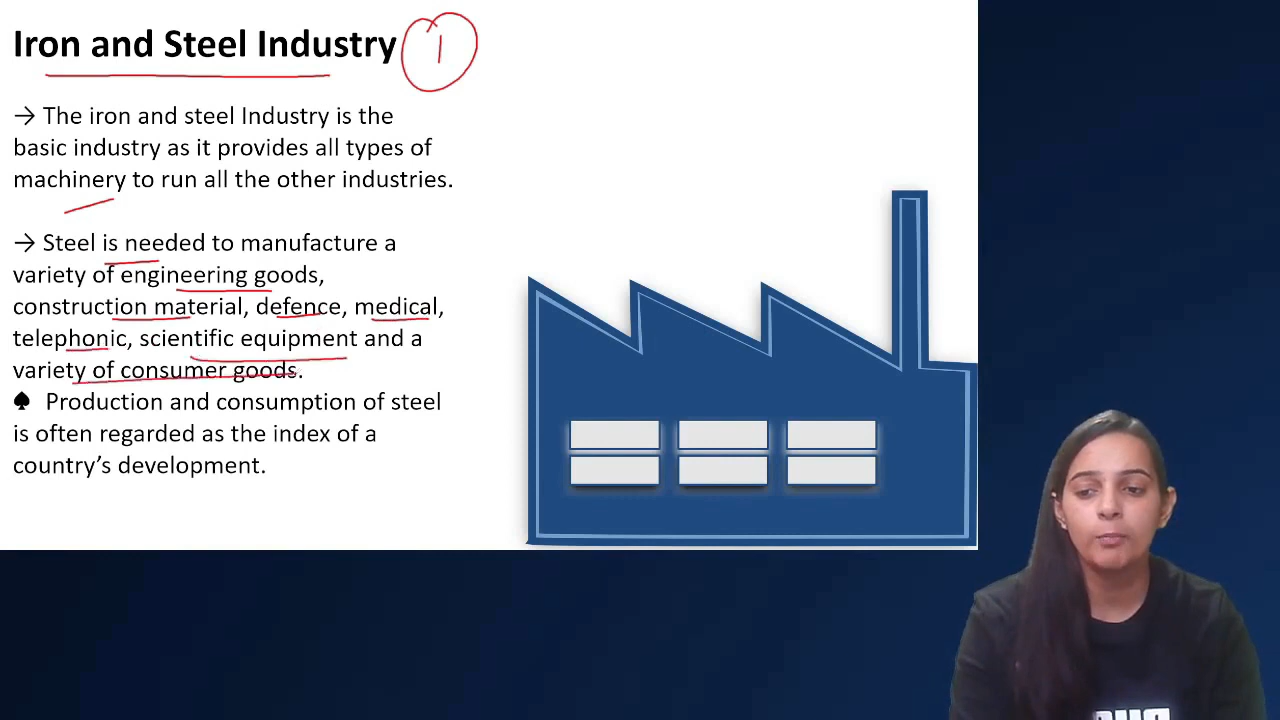 Iron and Steel Industry 1
→ The iron and steel Industry is the
basic industry as it provides all types of
machinery to run all the other industries.
→ Steel is needed to manufacture a
variety of engineering goods,
construction material, defence, medical,
telephonic, scientific equipment and a
variety of consumer goods.
♠ Production and consumption of steel
is often regarded as the index of a
country’s development.